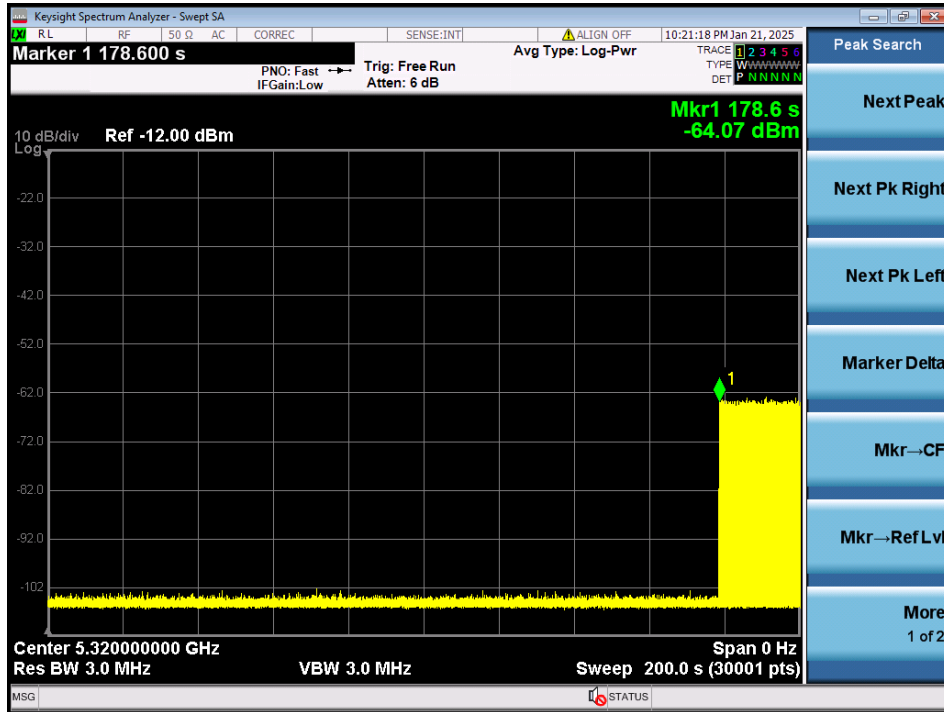 Keysight Spectrum Analyzer - Swept SA
LXI RL RF 50 Ω AC CORREC SENSE:INT ALIGN OFF 10:21:18 PM Jan 21, 2025
Marker 1 178.600 s
PNO: Fast
IFGain:Low
Trig: Free Run
Atten: 6 dB
Avg Type: Log-Pwr
TRACE 1 2 3 4 5 6
TYPE WWWWWW
DET P N N N N N
Peak Search
Mkr1 178.6 s
-64.07 dBm
10 dB/div Ref -12.00 dBm
Log
-22.0
-32.0
-42.0
-52.0
-62.0
-72.0
-82.0
-92.0
-102
1
Center 5.320000000 GHz Span 0 Hz
Res BW 3.0 MHz VBW 3.0 MHz Sweep 200.0 s (30001 pts)
MSG STATUS
Next Peak
Next Pk Right
Next Pk Left
Marker Delta
Mkr→CF
Mkr→Ref Lvl
More
1 of 2